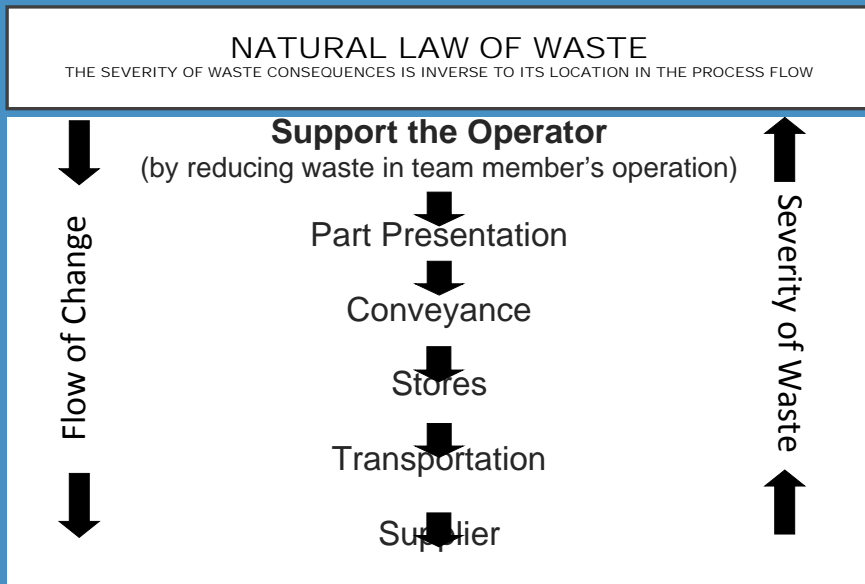 NATURAL LAW OF WASTE
THE SEVERITY OF WASTE CONSEQUENCES IS INVERSE TO ITS LOCATION IN THE PROCESS FLOW
Support the Operator
(by reducing waste in team member's operation)
Part Presentation
Conveyance
Stores
Transportation
Supplier
Flow of Change
Severity of Waste